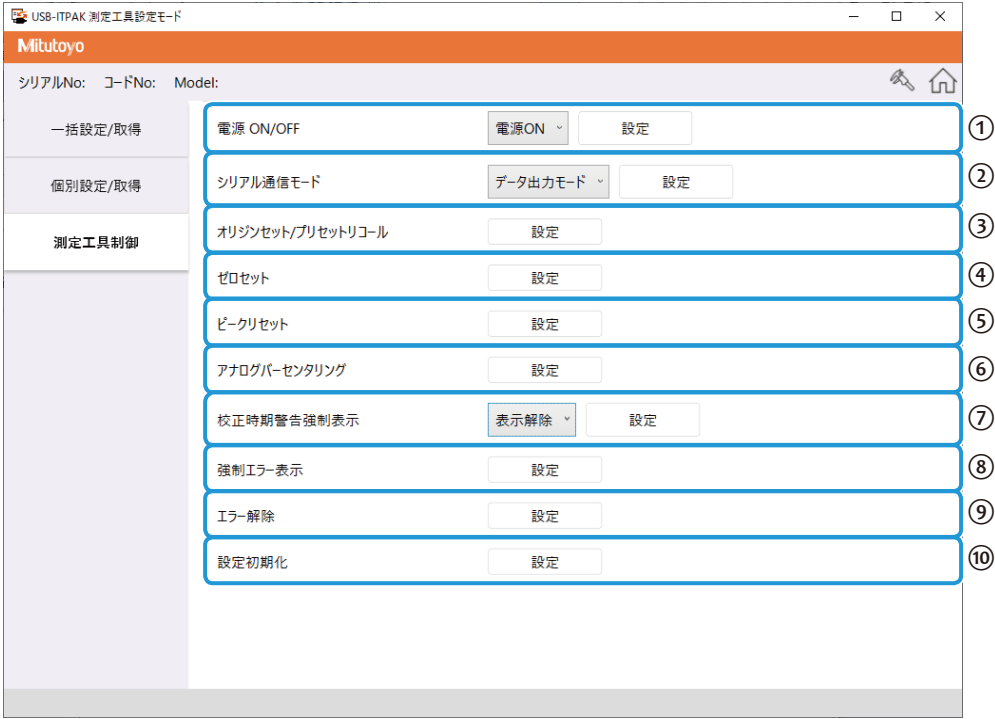 USB-ITPAK 測定工具設定モード
Mitutoyo
シリアルNo: コードNo: Model:
一括設定/取得
個別設定/取得
測定工具制御
電源 ON/OFF 電源ON 設定 ①
シリアル通信モード データ出力モード 設定 ②
オリジンセット/プリセットリコール 設定 ③
ゼロセット 設定 ④
ピークリセット 設定 ⑤
アナログバーセンタリング 設定 ⑥
校正時期警告強制表示 表示解除 設定 ⑦
強制エラー表示 設定 ⑧
エラー解除 設定 ⑨
設定初期化 設定 ⑩